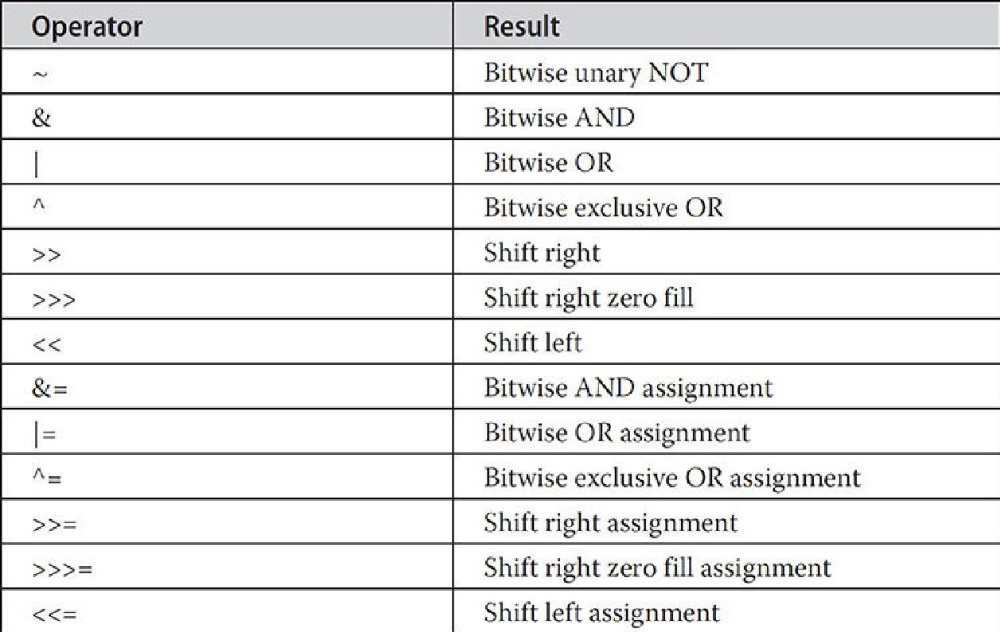 Operator Result
~ Bitwise unary NOT
& Bitwise AND
| Bitwise OR
^ Bitwise exclusive OR
>> Shift right
>>> Shift right zero fill
<< Shift left
&= Bitwise AND assignment
|= Bitwise OR assignment
^= Bitwise exclusive OR assignment
>>= Shift right assignment
>>>= Shift right zero fill assignment
<<= Shift left assignment